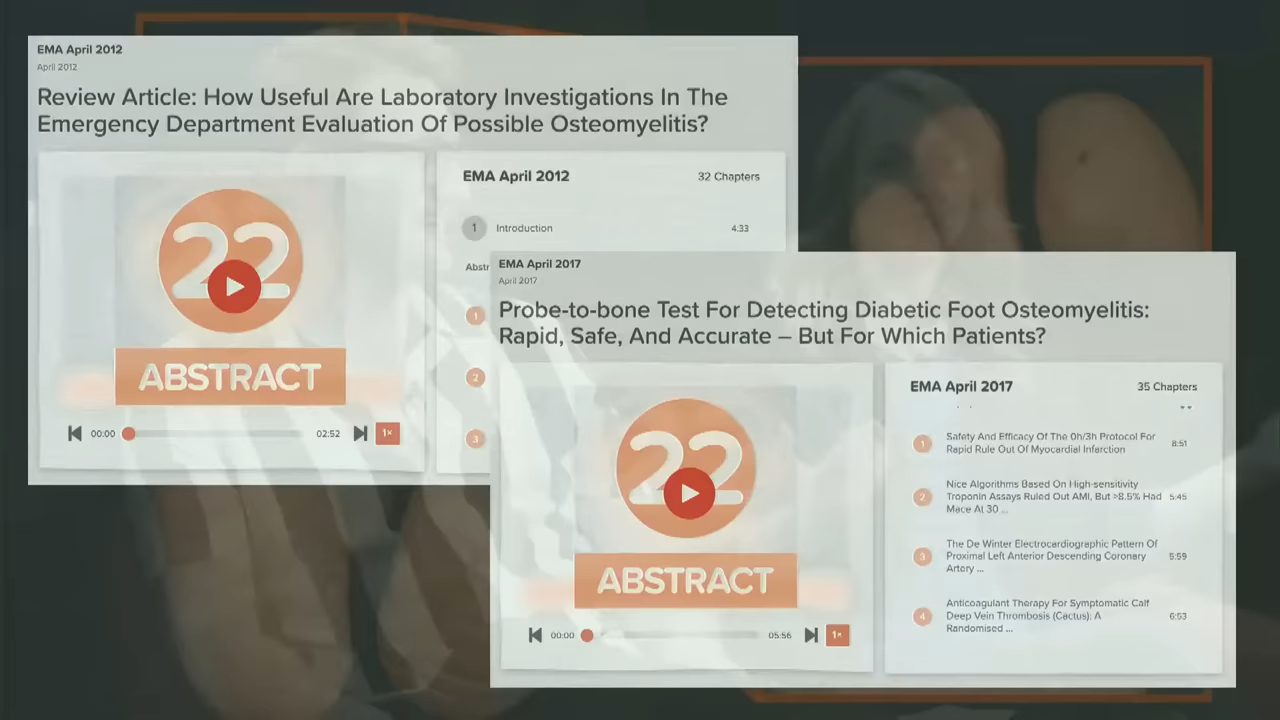 EMA April 2012
April 2012
Review Article: How Useful Are Laboratory Investigations In The
Emergency Department Evaluation Of Possible Osteomyelitis?
22
ABSTRACT
00:00
02:52
1×
EMA April 2012
32 Chapters
1
Introduction
4:33
Abstr
1
2
3
EMA April 2017
April 2017
Probe-to-bone Test For Detecting Diabetic Foot Osteomyelitis:
Rapid, Safe, And Accurate – But For Which Patients?
22
ABSTRACT
00:00
05:56
1×
EMA April 2017
35 Chapters
1
Safety And Efficacy Of The 0h/3h Protocol For
Rapid Rule Out Of Myocardial Infarction
8:51
2
Nice Algorithms Based On High-sensitivity
Troponin Assays Ruled Out AMI, But >8.5% Had
Mace At 30 ...
5:45
3
The De Winter Electrocardiographic Pattern Of
Proximal Left Anterior Descending Coronary
Artery ...
5:59
4
Anticoagulant Therapy For Symptomatic Calf
Deep Vein Thrombosis (Cactus): A
Randomised ...
6:53